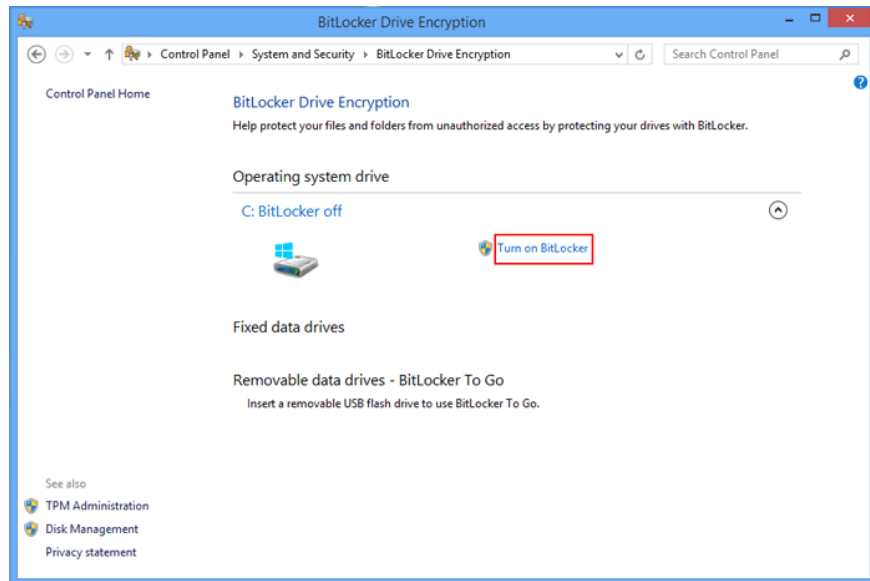 BitLocker Drive Encryption
Control Panel
System and Security
BitLocker Drive Encryption
Search Control Panel
Control Panel Home
BitLocker Drive Encryption
Help protect your files and folders from unauthorized access by protecting your drives with BitLocker.
Operating system drive
C: BitLocker off
Turn on BitLocker
Fixed data drives
Removable data drives - BitLocker To Go
Insert a removable USB flash drive to use BitLocker To Go.
See also
TPM Administration
Disk Management
Privacy statement